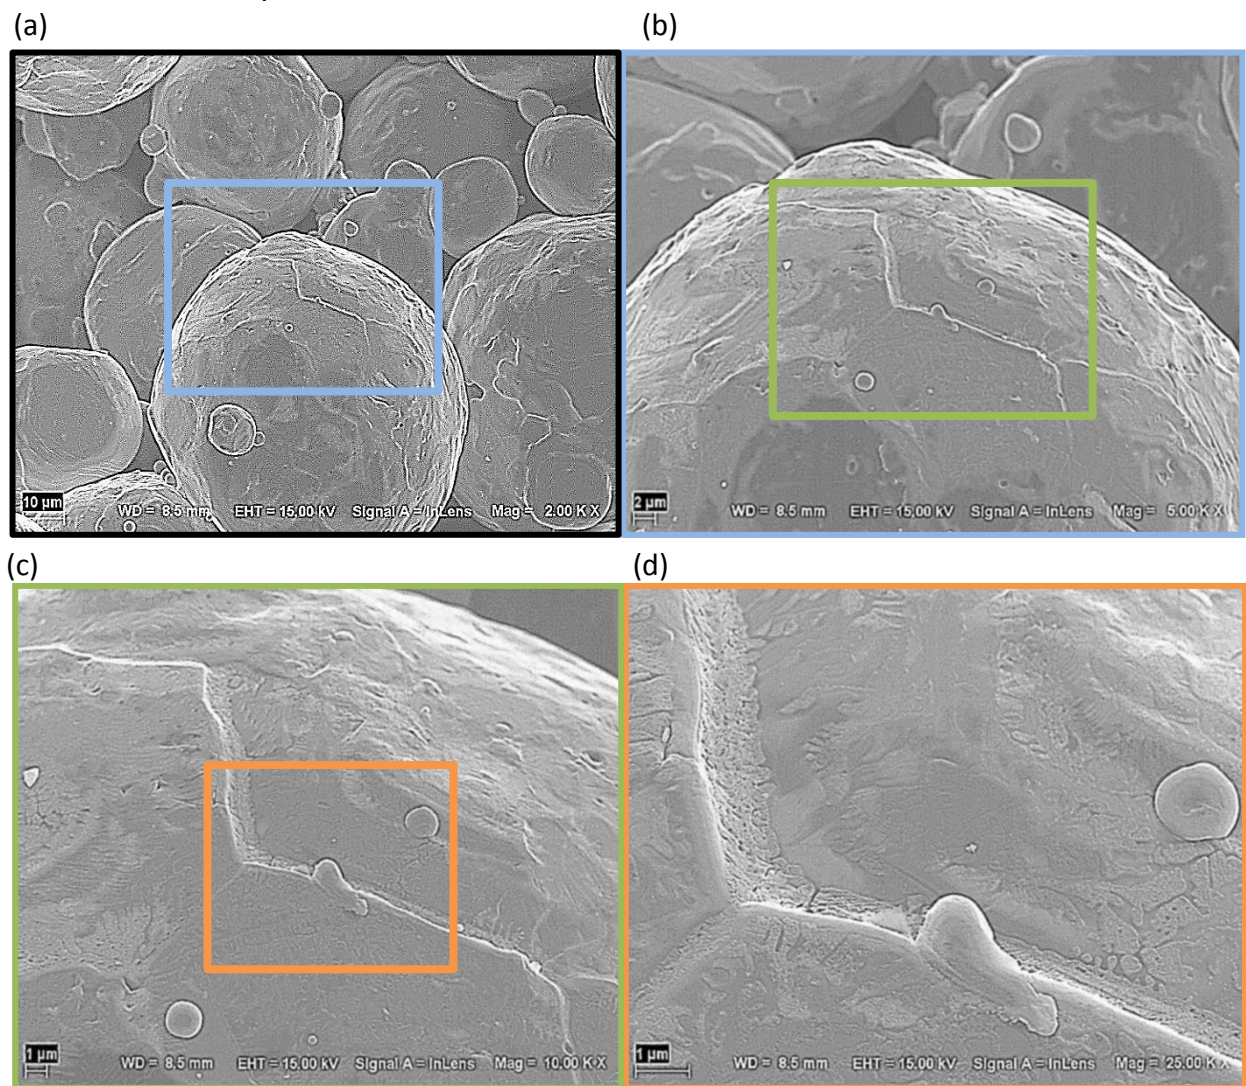 (a)
(b)
10 µm
WD = 8.5 mm EHT = 15.00 kV Signal A = InLens Mag = 2.00 K X
2 µm
WD = 8.5 mm EHT = 15.00 kV Signal A = InLens Mag = 5.00 K X
(c)
(d)
1 µm
WD = 8.5 mm EHT = 15.00 kV Signal A = InLens Mag = 10.00 K X
1 µm
WD = 8.5 mm EHT = 15.00 kV Signal A = InLens Mag = 25.00 K X